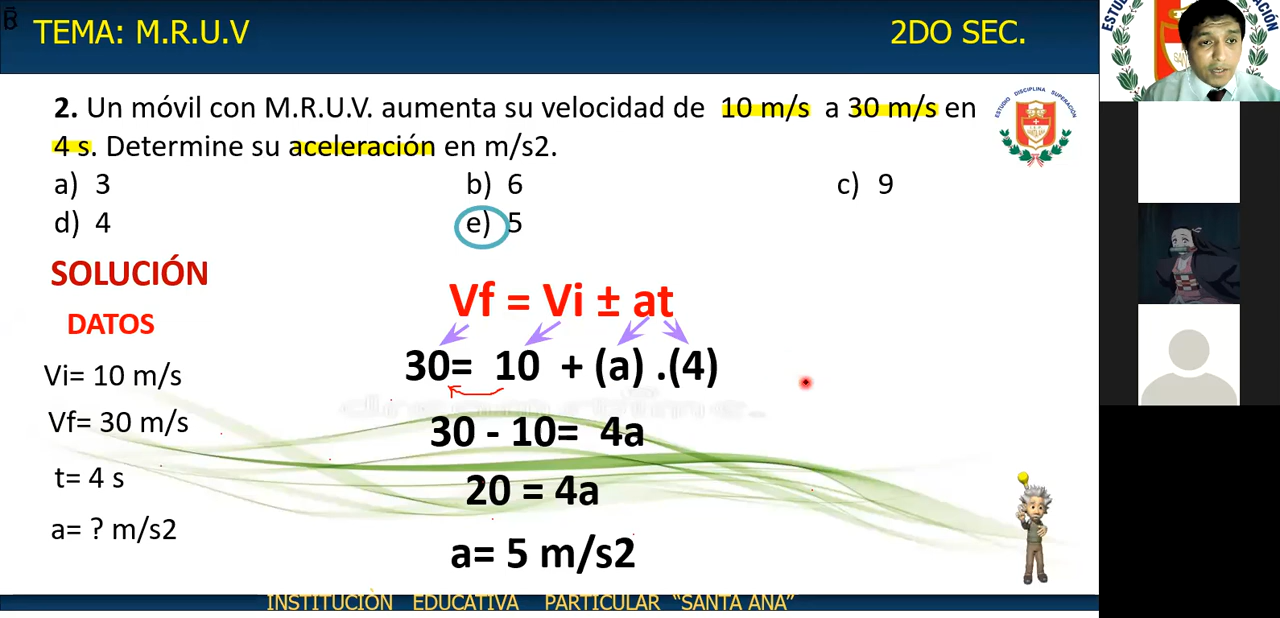 TEMA: M.R.U.V
2DO SEC.
2. Un móvil con M.R.U.V. aumenta su velocidad de 10 m/s a 30 m/s en
4 s. Determine su aceleración en m/s2.
a) 3
b) 6
c) 9
d) 4
e) 5
SOLUCIÓN
DATOS
Vi= 10 m/s
Vf= 30 m/s
t= 4 s
a= ? m/s2
Vf = Vi ± at
30= 10 + (a) .(4)
30 - 10= 4a
20 = 4a
a= 5 m/s2
ESTUDIO DISCIPLINA SUPERACIÓN
INSTITUCIÒN EDUCATIVA PARTICULAR “SANTA ANA”